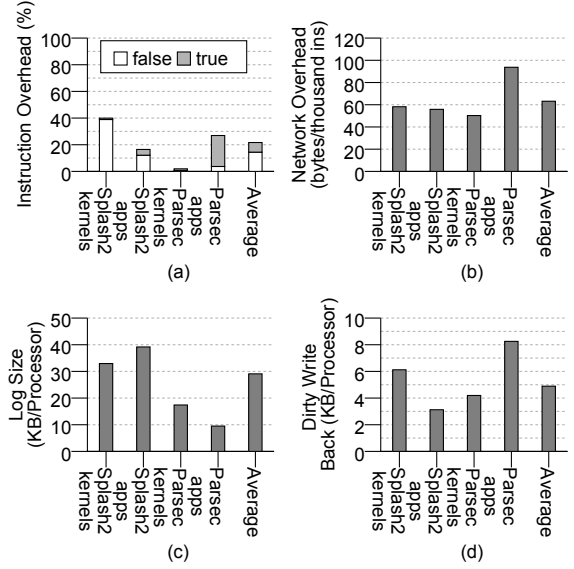 Instruction Overhead (%)
100
80
60
40
20
0
false
true
Splash2
kernels
Splash2
apps
Parsec
kernels
Parsec
apps
Average
(a)
Network Overhead
(bytes/thousand ins)
120
100
80
60
40
20
0
Splash2
kernels
Splash2
apps
Parsec
kernels
Parsec
apps
Average
(b)
Log Size
(KB/Processor)
50
40
30
20
10
0
Splash2
kernels
Splash2
apps
Parsec
kernels
Parsec
apps
Average
(c)
Dirty Write
Back (KB/Processor)
10
8
6
4
2
0
Splash2
kernels
Splash2
apps
Parsec
kernels
Parsec
apps
Average
(d)